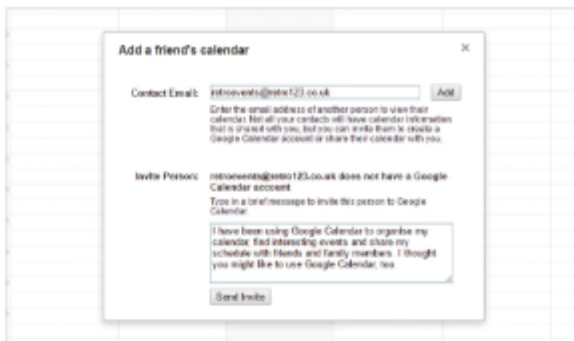 Add a friend's calendar
×
Contact Email: retroevents@retro123.co.uk Add
Enter the email address of another person to view their
calendar. Not all your contacts will have calendar information
that is shared with you, but you can invite them to create a
Google Calendar account or share their calendar with you.
Invite Person: retroevents@retro123.co.uk does not have a Google
Calendar account
Type in a brief message to invite this person to Google
Calendar.
I have been using Google Calendar to organise my
calendar, find interesting events and share my
schedule with friends and family members. I thought
you might like to use Google Calendar, too.
Send Invite